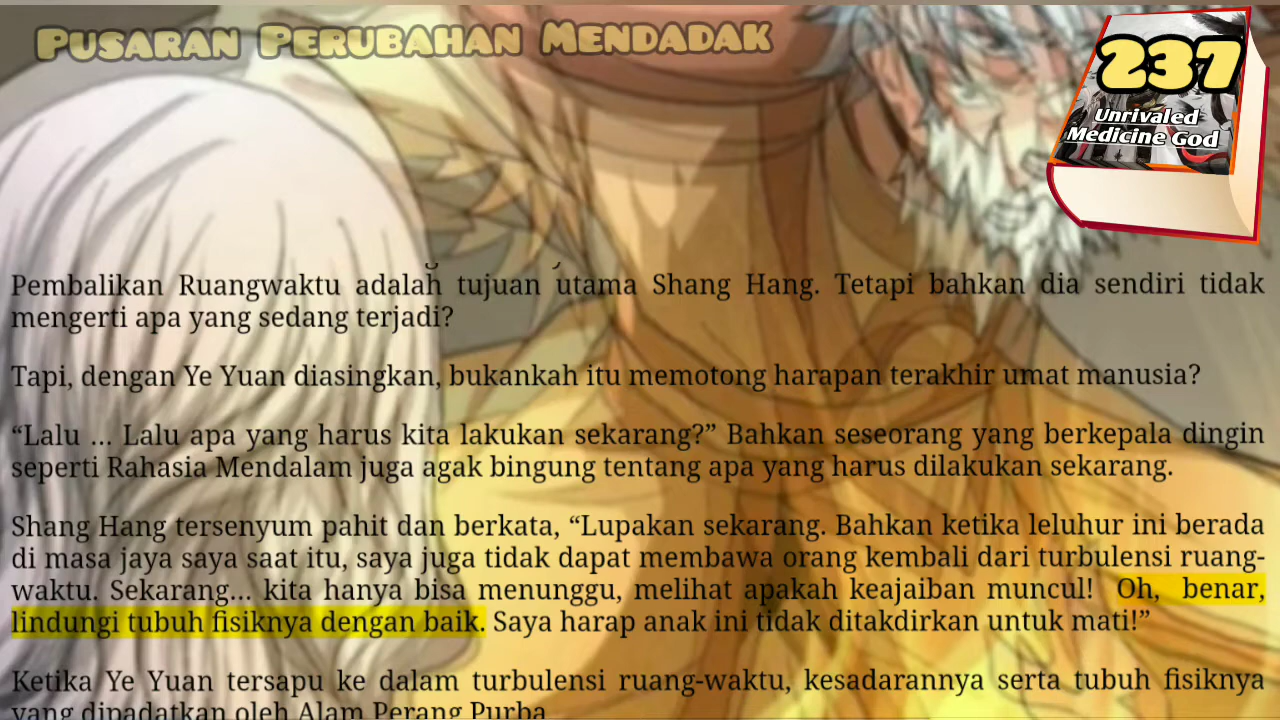 Pusaran Perubahan Mendadak
237
Unrivaled
Medicine God
Pembalikan Ruangwaktu adalah tujuan utama Shang Hang. Tetapi bahkan dia sendiri tidak
mengerti apa yang sedang terjadi?
Tapi, dengan Ye Yuan diasingkan, bukankah itu memotong harapan terakhir umat manusia?
“Lalu … Lalu apa yang harus kita lakukan sekarang?” Bahkan seseorang yang berkepala dingin
seperti Rahasia Mendalam juga agak bingung tentang apa yang harus dilakukan sekarang.
Shang Hang tersenyum pahit dan berkata, “Lupakan sekarang. Bahkan ketika leluhur ini berada
di masa jaya saya saat itu, saya juga tidak dapat membawa orang kembali dari turbulensi ruang-
waktu. Sekarang… kita hanya bisa menunggu, melihat apakah keajaiban muncul! Oh, benar,
lindungi tubuh fisiknya dengan baik. Saya harap anak ini tidak ditakdirkan untuk mati!”
Ketika Ye Yuan tersapu ke dalam turbulensi ruang-waktu, kesadarannya serta tubuh fisiknya
yang dipadatkan oleh Alam Perang Purba